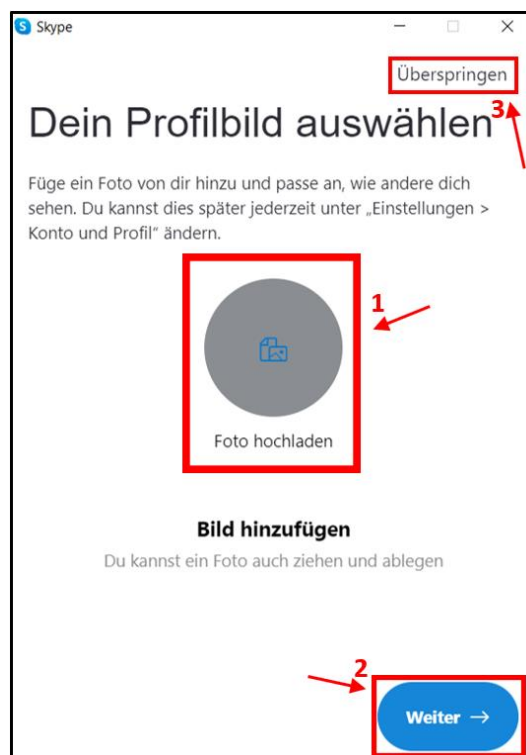 Skype
Überspringen
3
Dein Profilbild auswählen
Füge ein Foto von dir hinzu und passe an, wie andere dich
sehen. Du kannst dies später jederzeit unter „Einstellungen >
Konto und Profil“ ändern.
1
Foto hochladen
Bild hinzufügen
Du kannst ein Foto auch ziehen und ablegen
2
Weiter →